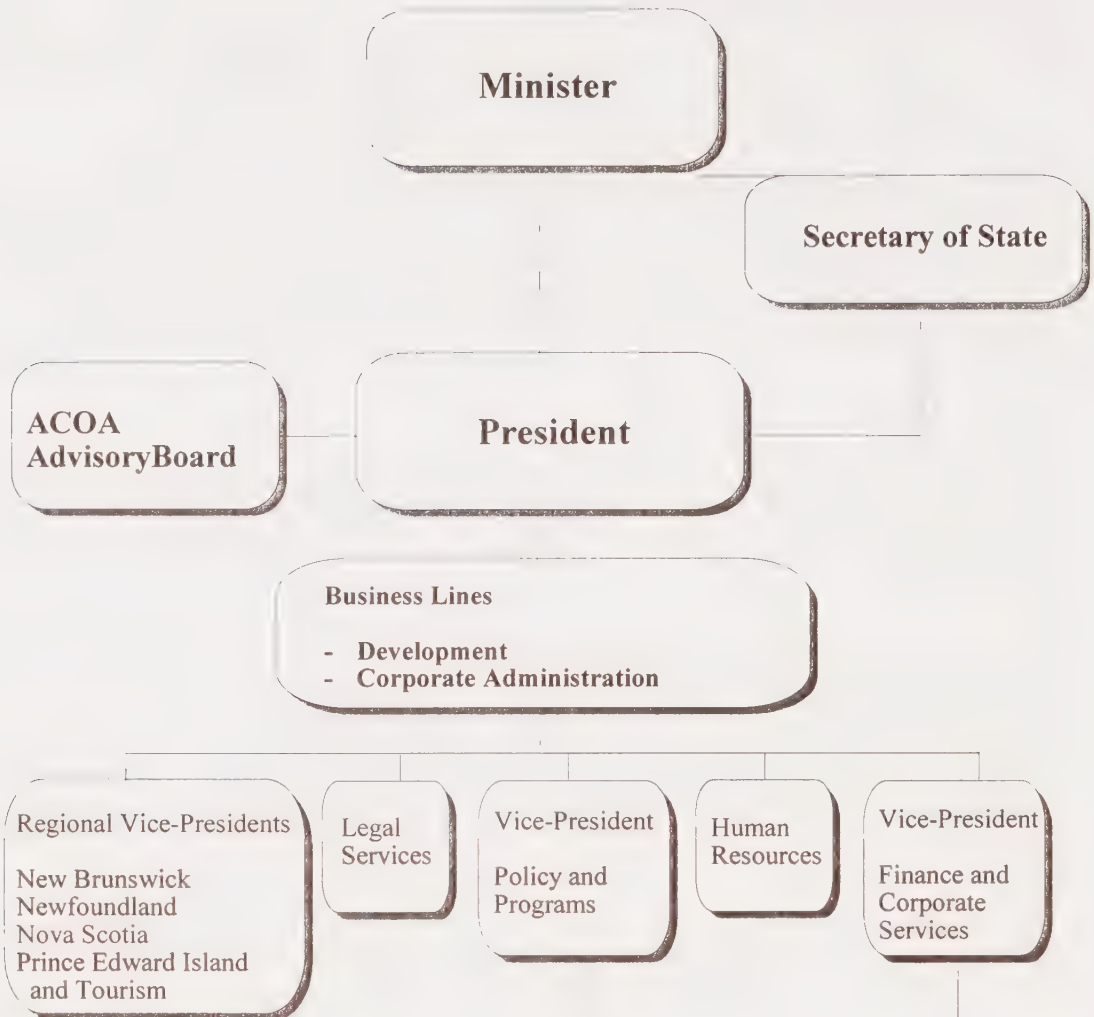 Minister
Secretary of State
ACOA
AdvisoryBoard
President
Business Lines
- Development
- Corporate Administration
Regional Vice-Presidents
New Brunswick
Newfoundland
Nova Scotia
Prince Edward Island
and Tourism
Legal
Services
Vice-President
Policy and
Programs
Human
Resources
Vice-President
Finance and
Corporate
Services